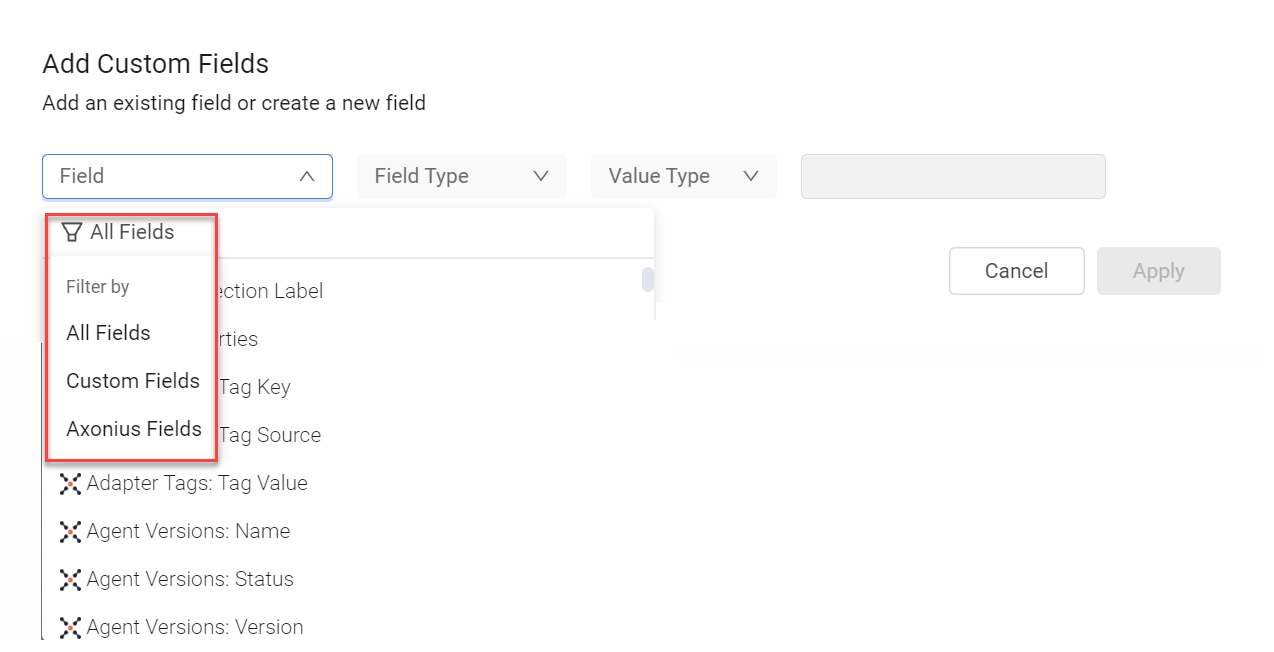 Add Custom Fields
Add an existing field or create a new field
Field Field Type Value Type
All Fields
Cancel Apply
Filter by
Label
All Fields
Custom Fields Tag Key
Axonius Fields Tag Source
Adapter Tags: Tag Value
Agent Versions: Name
Agent Versions: Status
Agent Versions: Version